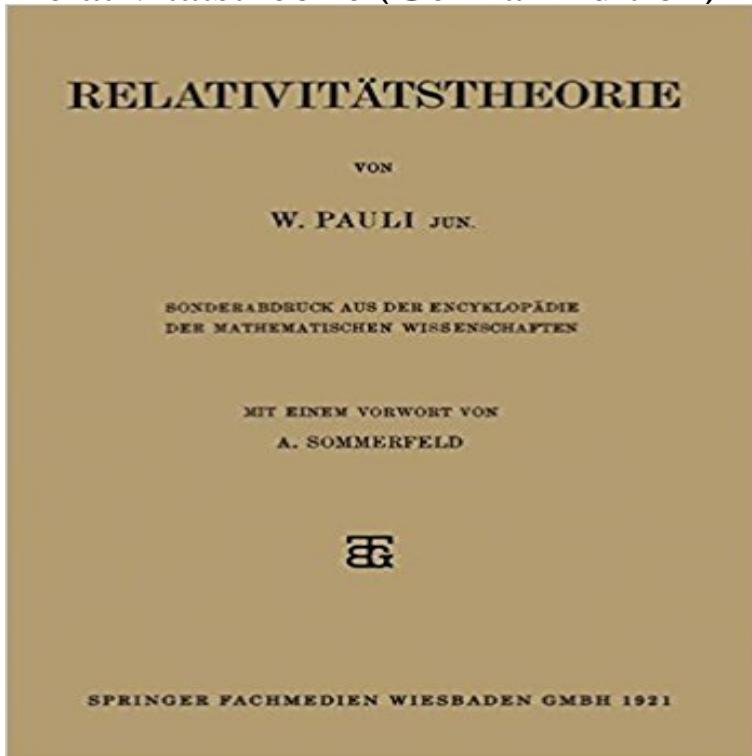 RELATIVITÄTSTHEORIE
VON
W. PAULI JUN.
SONDERABDRUCK AUS DER ENCYKLOPÄDIE
DER MATHEMATISCHEN WISSENSCHAFTEN
MIT EINEM VORWORT VON
A. SOMMERFELD
BTG
SPRINGER FACHMEDIEN WIESBADEN GMBH 1921